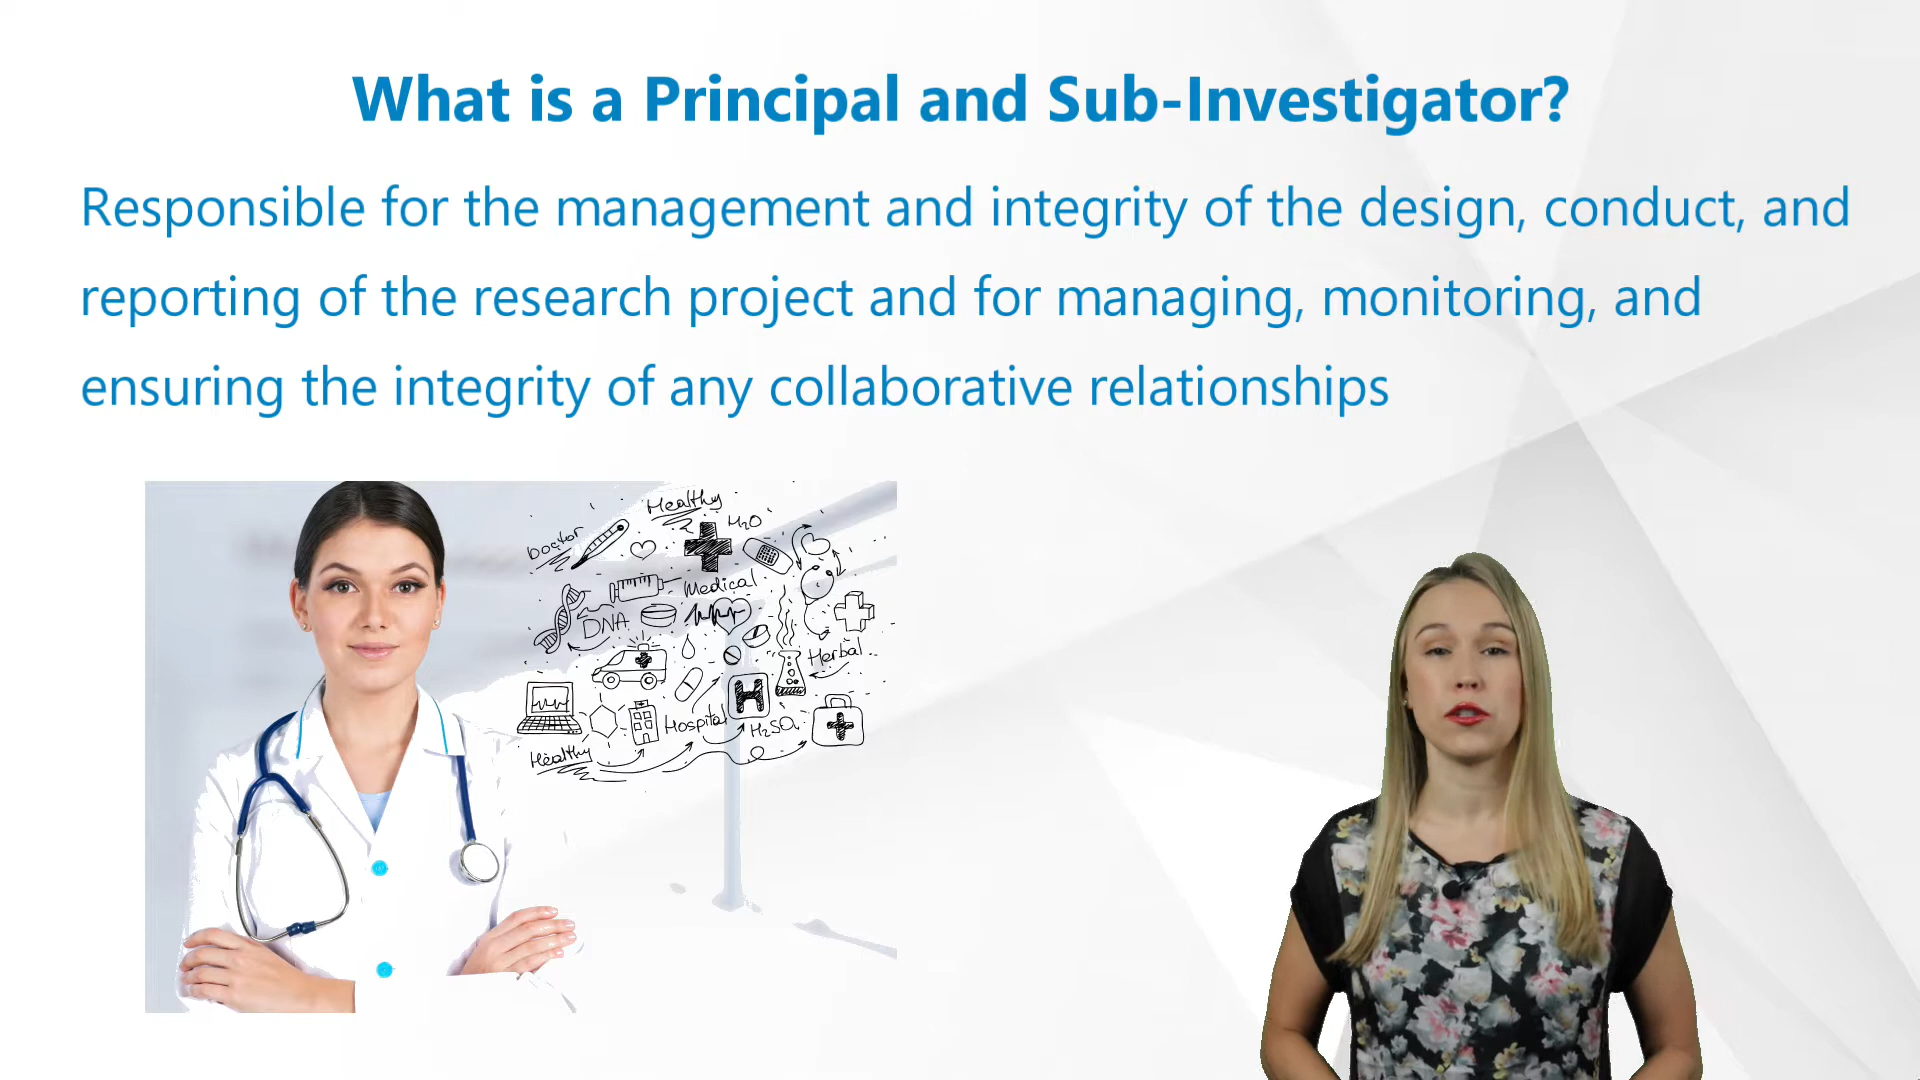 What is a Principal and Sub-Investigator?
Responsible for the management and integrity of the design, conduct, and
reporting of the research project and for managing, monitoring, and
ensuring the integrity of any collaborative relationships
Healthy
Doctor
H2O
Medical
DNA
Herbal
H
Hospital
H₂SO₄
Healthy